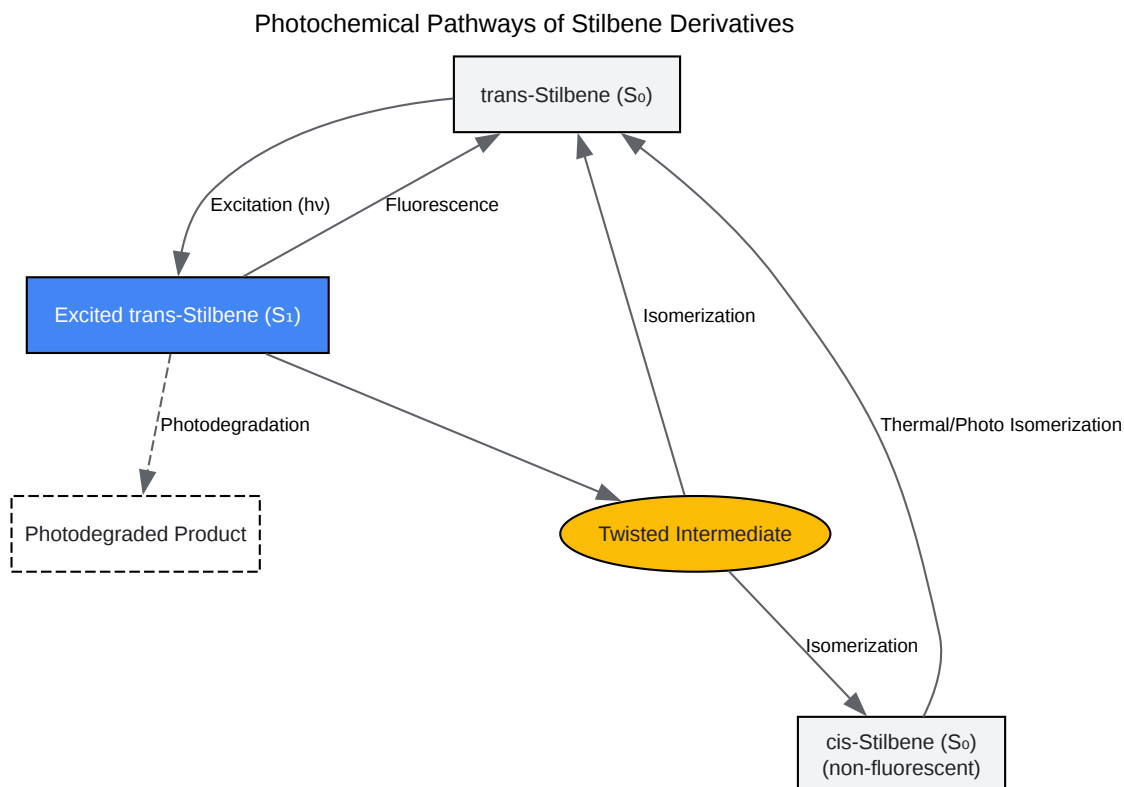 Photochemical Pathways of Stilbene Derivatives
trans-Stilbene (S₀)
Excitation (hν)
Fluorescence
Excited trans-Stilbene (S₁)
Isomerization
Photodegradation
Thermal/Photo Isomerization
Photodegraded Product
Twisted Intermediate
Isomerization
cis-Stilbene (S₀)
(non-fluorescent)